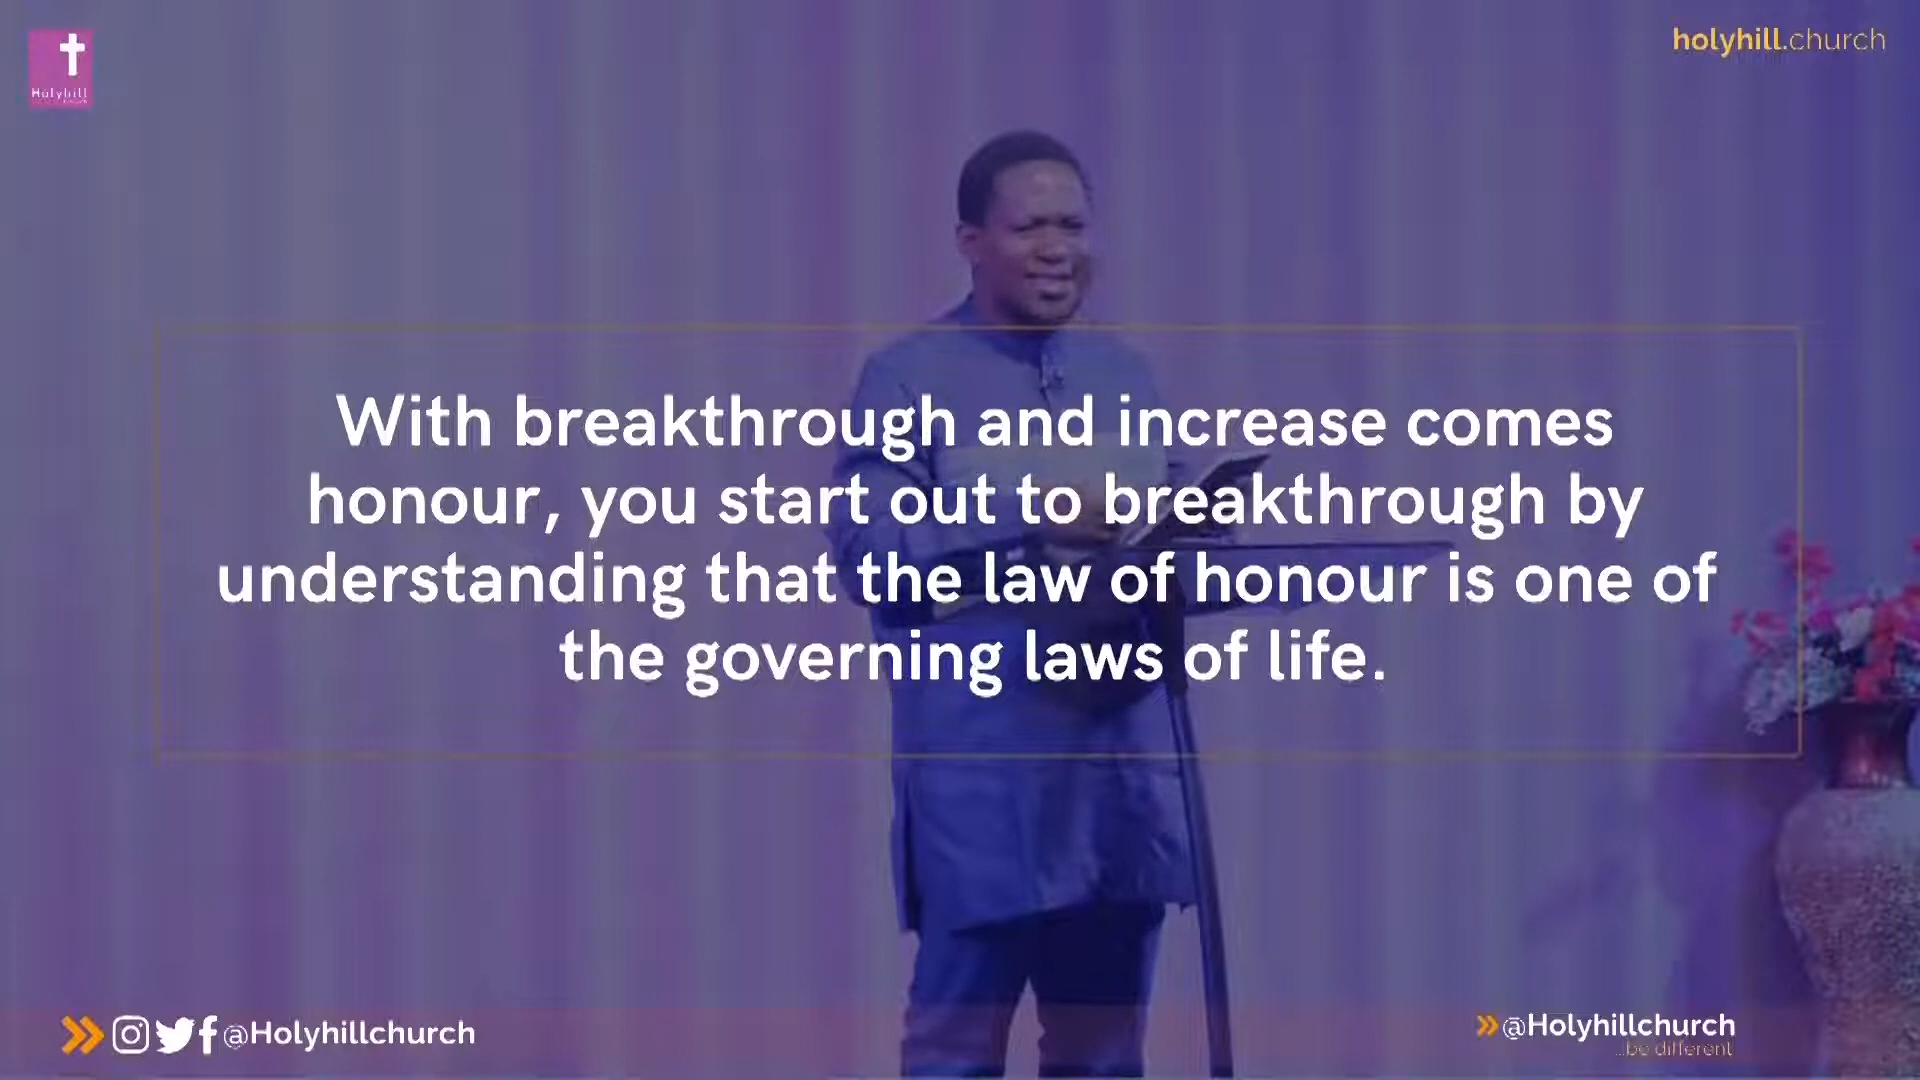 Holyhill
holyhill.church
With breakthrough and increase comes
honour, you start out to breakthrough by
understanding that the law of honour is one of
the governing laws of life.
@Holyhillchurch
@Holyhillchurch
...be different